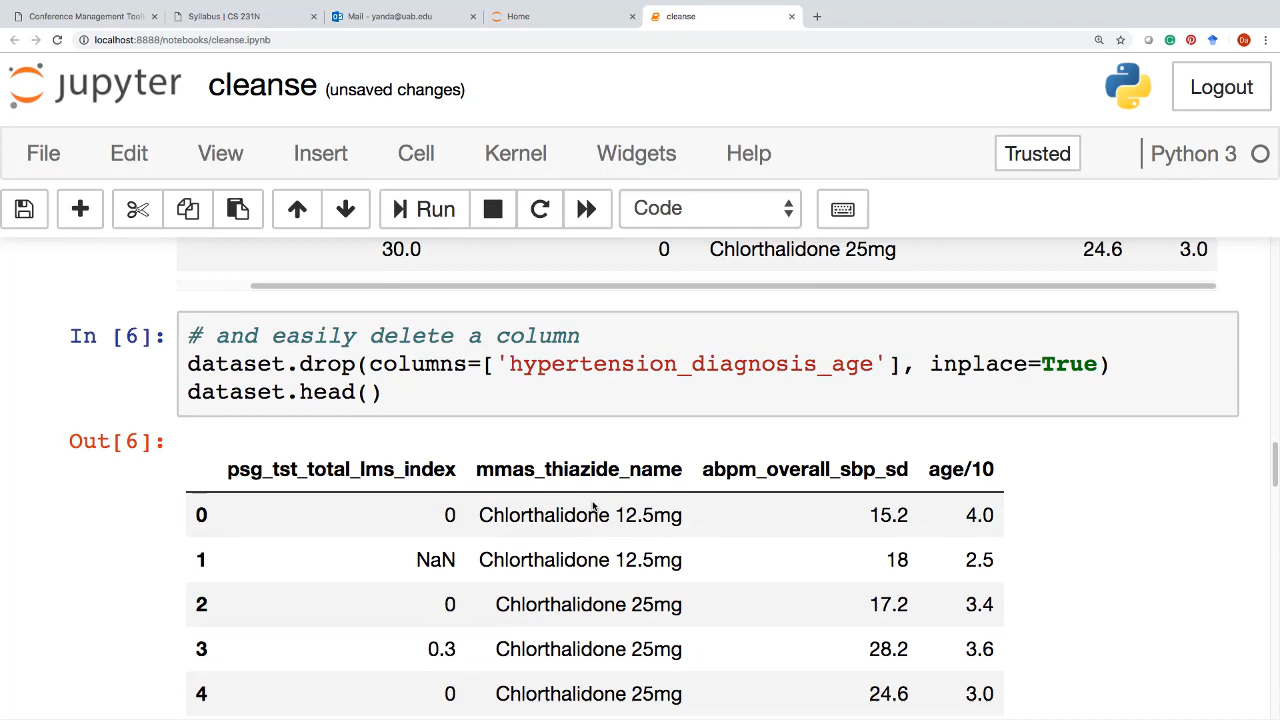 Conference Management Toolk
Syllabus | CS 231N
Mail - yanda@uab.edu
Home
cleanse
localhost:8888/notebooks/cleanse.ipynb
Da
jupyter cleanse (unsaved changes)
Logout
File Edit View Insert Cell Kernel Widgets Help
Trusted
Python 3
Run
Code
30.0 0 Chlorthalidone 25mg 24.6 3.0
In [6]: # and easily delete a column
dataset.drop(columns=['hypertension_diagnosis_age'], inplace=True)
dataset.head()
Out[6]:
psg_tst_total_lms_index mmas_thiazide_name abpm_overall_sbp_sd age/10
0 0 Chlorthalidone 12.5mg 15.2 4.0
1 NaN Chlorthalidone 12.5mg 18 2.5
2 0 Chlorthalidone 25mg 17.2 3.4
3 0.3 Chlorthalidone 25mg 28.2 3.6
4 0 Chlorthalidone 25mg 24.6 3.0